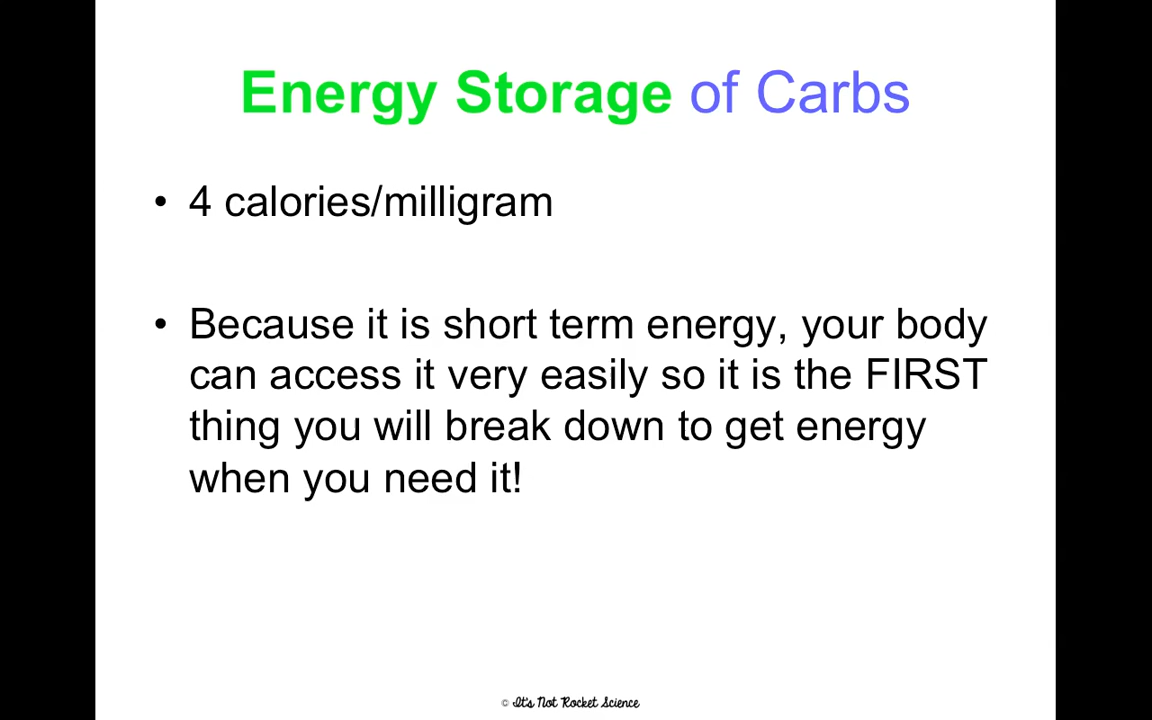 Energy Storage of Carbs
• 4 calories/milligram
• Because it is short term energy, your body
can access it very easily so it is the FIRST
thing you will break down to get energy
when you need it!
© It's Not Rocket Science